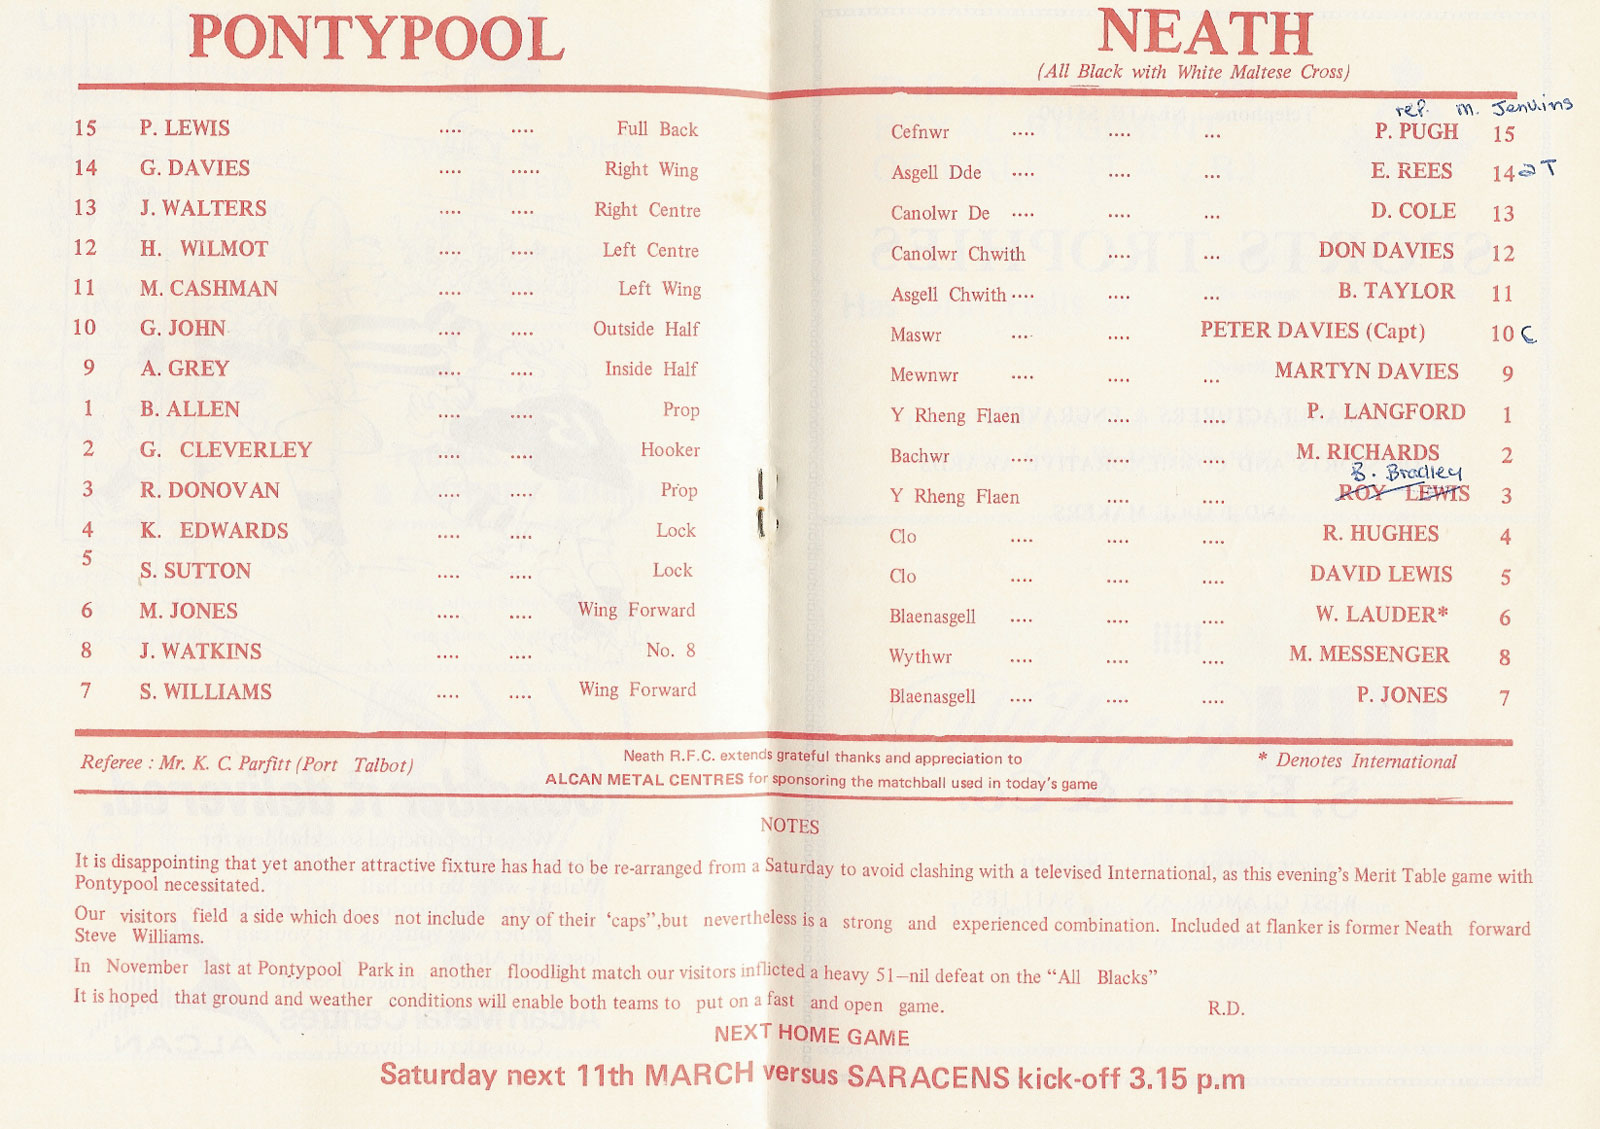 PONTYPOOL
15 P. LEWIS .... .... Full Back
14 G. DAVIES .... ..... Right Wing
13 J. WALTERS .... .... Right Centre
12 H. WILMOT .... .... Left Centre
11 M. CASHMAN .... .... Left Wing
10 G. JOHN .... .... Outside Half
9 A. GREY .... .... Inside Half
1 B. ALLEN .... .... Prop
2 G. CLEVERLEY .... .... Hooker
3 R. DONOVAN .... .... Prop
4 K. EDWARDS .... .... Lock
5 S. SUTTON .... .... Lock
6 M. JONES .... .... Wing Forward
8 J. WATKINS .... .... No. 8
7 S. WILLIAMS .... .... Wing Forward
NEATH
(All Black with White Maltese Cross)
ref. M. Jenkins
Cefnwr .... .... ... P. PUGH 15
Asgell Dde .... .... ... E. REES 14 2T
Canolwr De .... .... ... D. COLE 13
Canolwr Chwith .... ... DON DAVIES 12
Asgell Chwith .... .... ... B. TAYLOR 11
Maswr .... .... PETER DAVIES (Capt) 10 C
Mewnwr .... .... ... MARTYN DAVIES 9
Y Rheng Flaen .... .... P. LANGFORD 1
Bachwr .... .... .... M. RICHARDS 2
B. Bradley
Y Rheng Flaen .... .... ROY LEWIS 3
Clo .... .... .... R. HUGHES 4
Clo .... .... .... DAVID LEWIS 5
Blaenasgell .... .... .... W. LAUDER* 6
Wythwr .... .... .... M. MESSENGER 8
Blaenasgell .... .... .... P. JONES 7
Referee : Mr. K. C. Parfitt (Port Talbot)
Neath R.F.C. extends grateful thanks and appreciation to
ALCAN METAL CENTRES for sponsoring the matchball used in today's game
* Denotes International
NOTES
It is disappointing that yet another attractive fixture has had to be re-arranged from a Saturday to avoid clashing with a televised International, as this evening's Merit Table game with
Pontypool necessitated.
Our visitors field a side which does not include any of their 'caps",but nevertheless is a strong and experienced combination. Included at flanker is former Neath forward
Steve Williams.
In November last at Pontypool Park in another floodlight match our visitors inflicted a heavy 51-nil defeat on the "All Blacks"
It is hoped that ground and weather conditions will enable both teams to put on a fast and open game. R.D.
NEXT HOME GAME
Saturday next 11th MARCH versus SARACENS kick-off 3.15 p.m